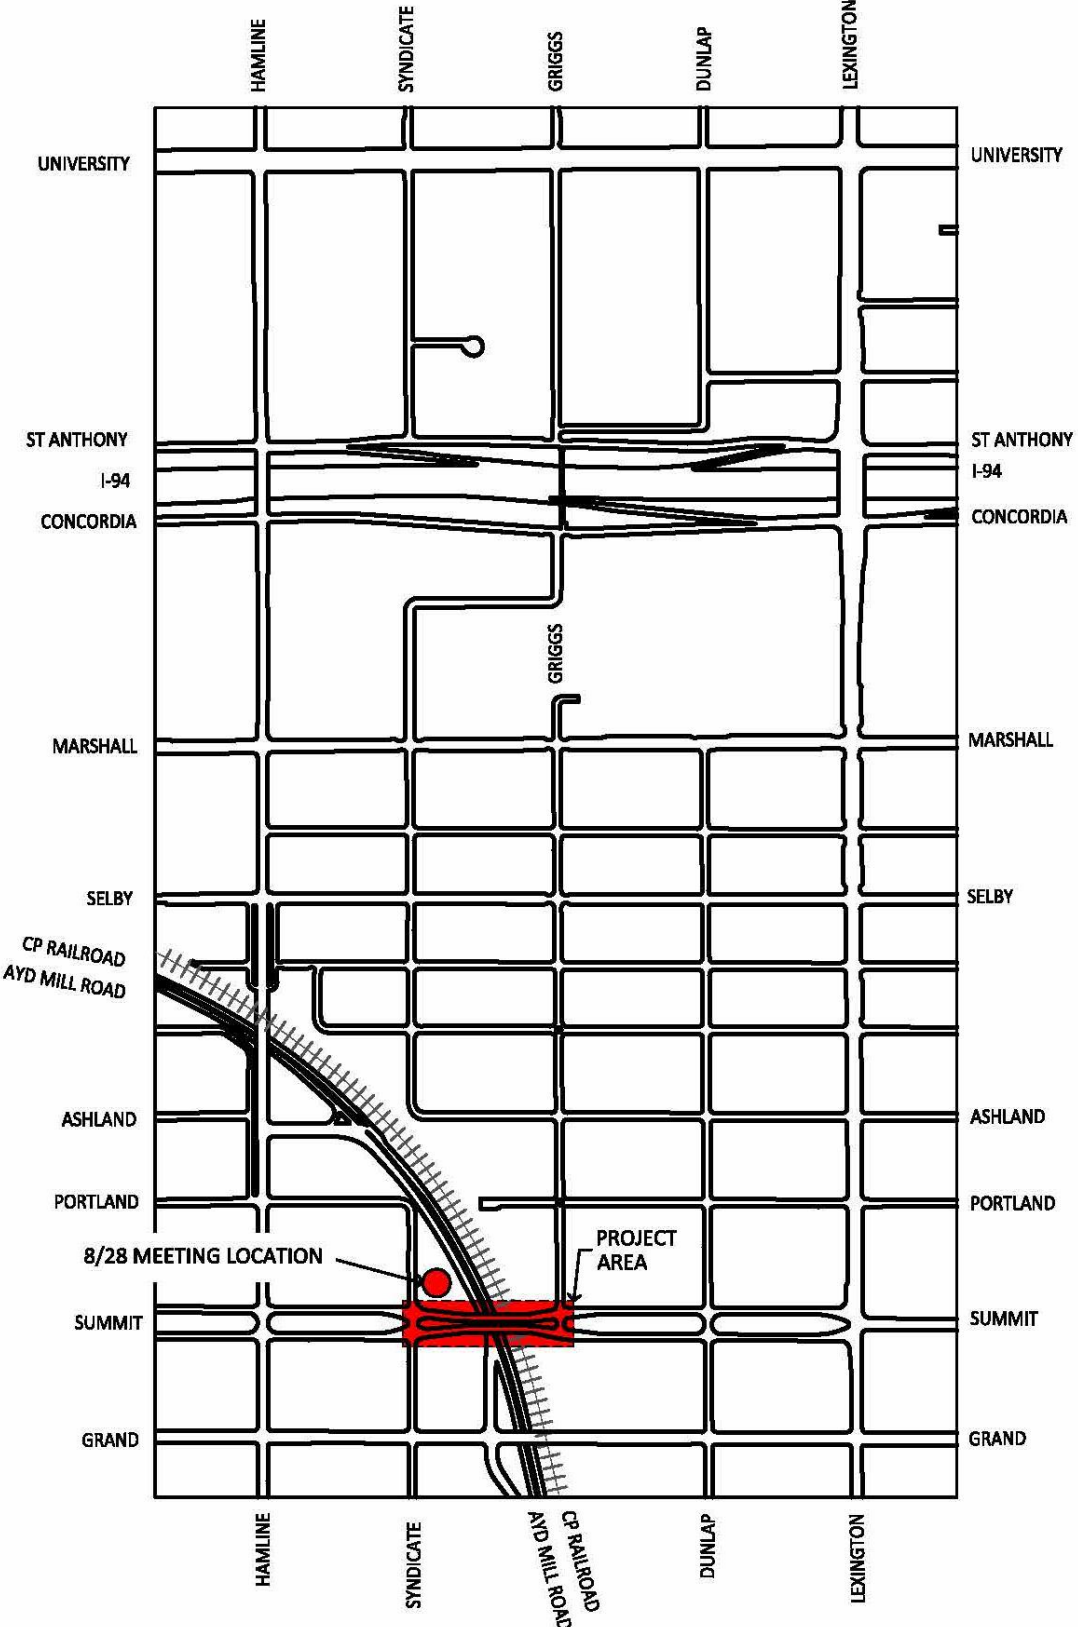 HAMLINE
SYNDICATE
GRIGGS
DUNLAP
LEXINGTON
UNIVERSITY
UNIVERSITY
ST ANTHONY
ST ANTHONY
I-94
I-94
CONCORDIA
CONCORDIA
GRIGGS
MARSHALL
MARSHALL
SELBY
SELBY
CP RAILROAD
AYD MILL ROAD
ASHLAND
ASHLAND
PORTLAND
PORTLAND
8/28 MEETING LOCATION
PROJECT
AREA
SUMMIT
SUMMIT
GRAND
GRAND
HAMLINE
SYNDICATE
AYD MILL ROAD
CP RAILROAD
DUNLAP
LEXINGTON